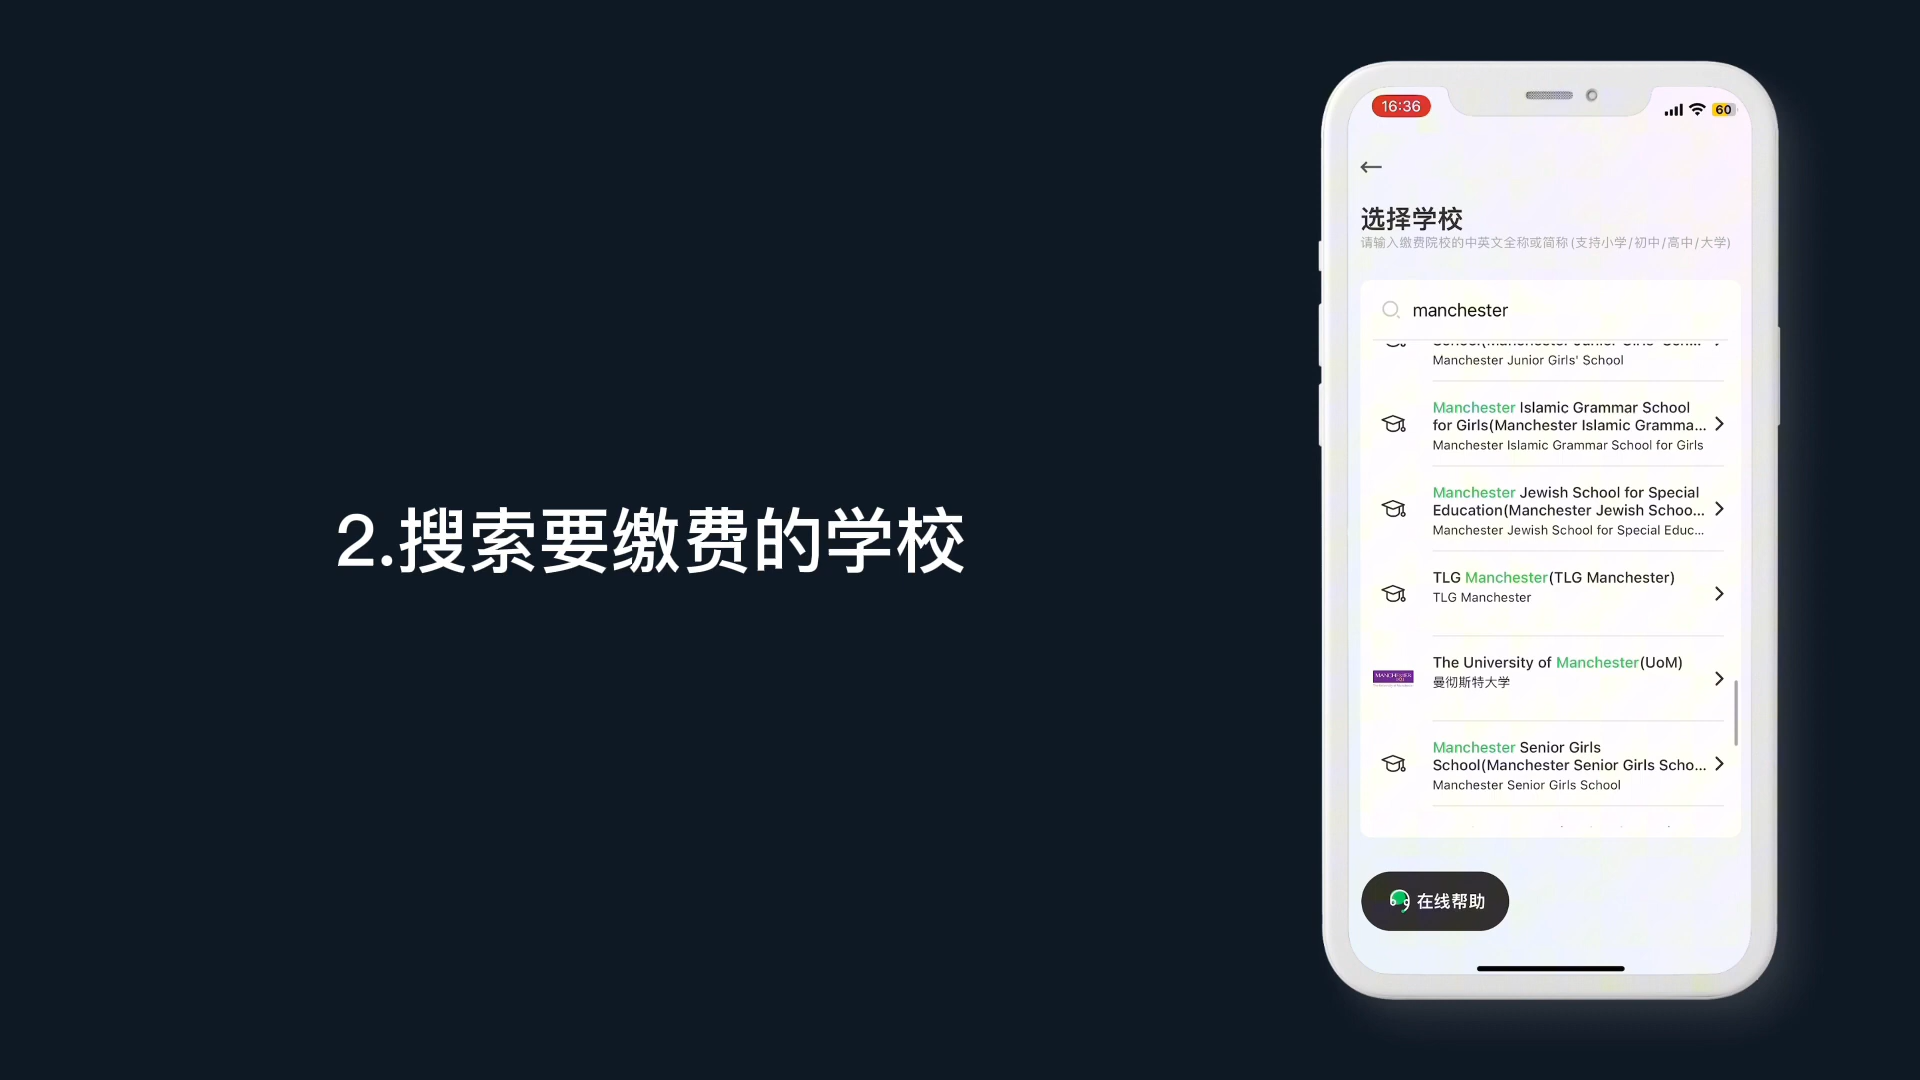 2.搜索要缴费的学校
16:36
60
选择学校
请输入缴费院校的中英文全称或简称(支持小学/初中/高中/大学)
manchester
Manchester Junior Girls' School
Manchester Islamic Grammar School
for Girls(Manchester Islamic Gramma...
Manchester Islamic Grammar School for Girls
Manchester Jewish School for Special
Education(Manchester Jewish Schoo...
Manchester Jewish School for Special Educ...
TLG Manchester(TLG Manchester)
TLG Manchester
MANCHESTER
The University of Manchester(UoM)
曼彻斯特大学
Manchester Senior Girls
School(Manchester Senior Girls Scho...
Manchester Senior Girls School
在线帮助